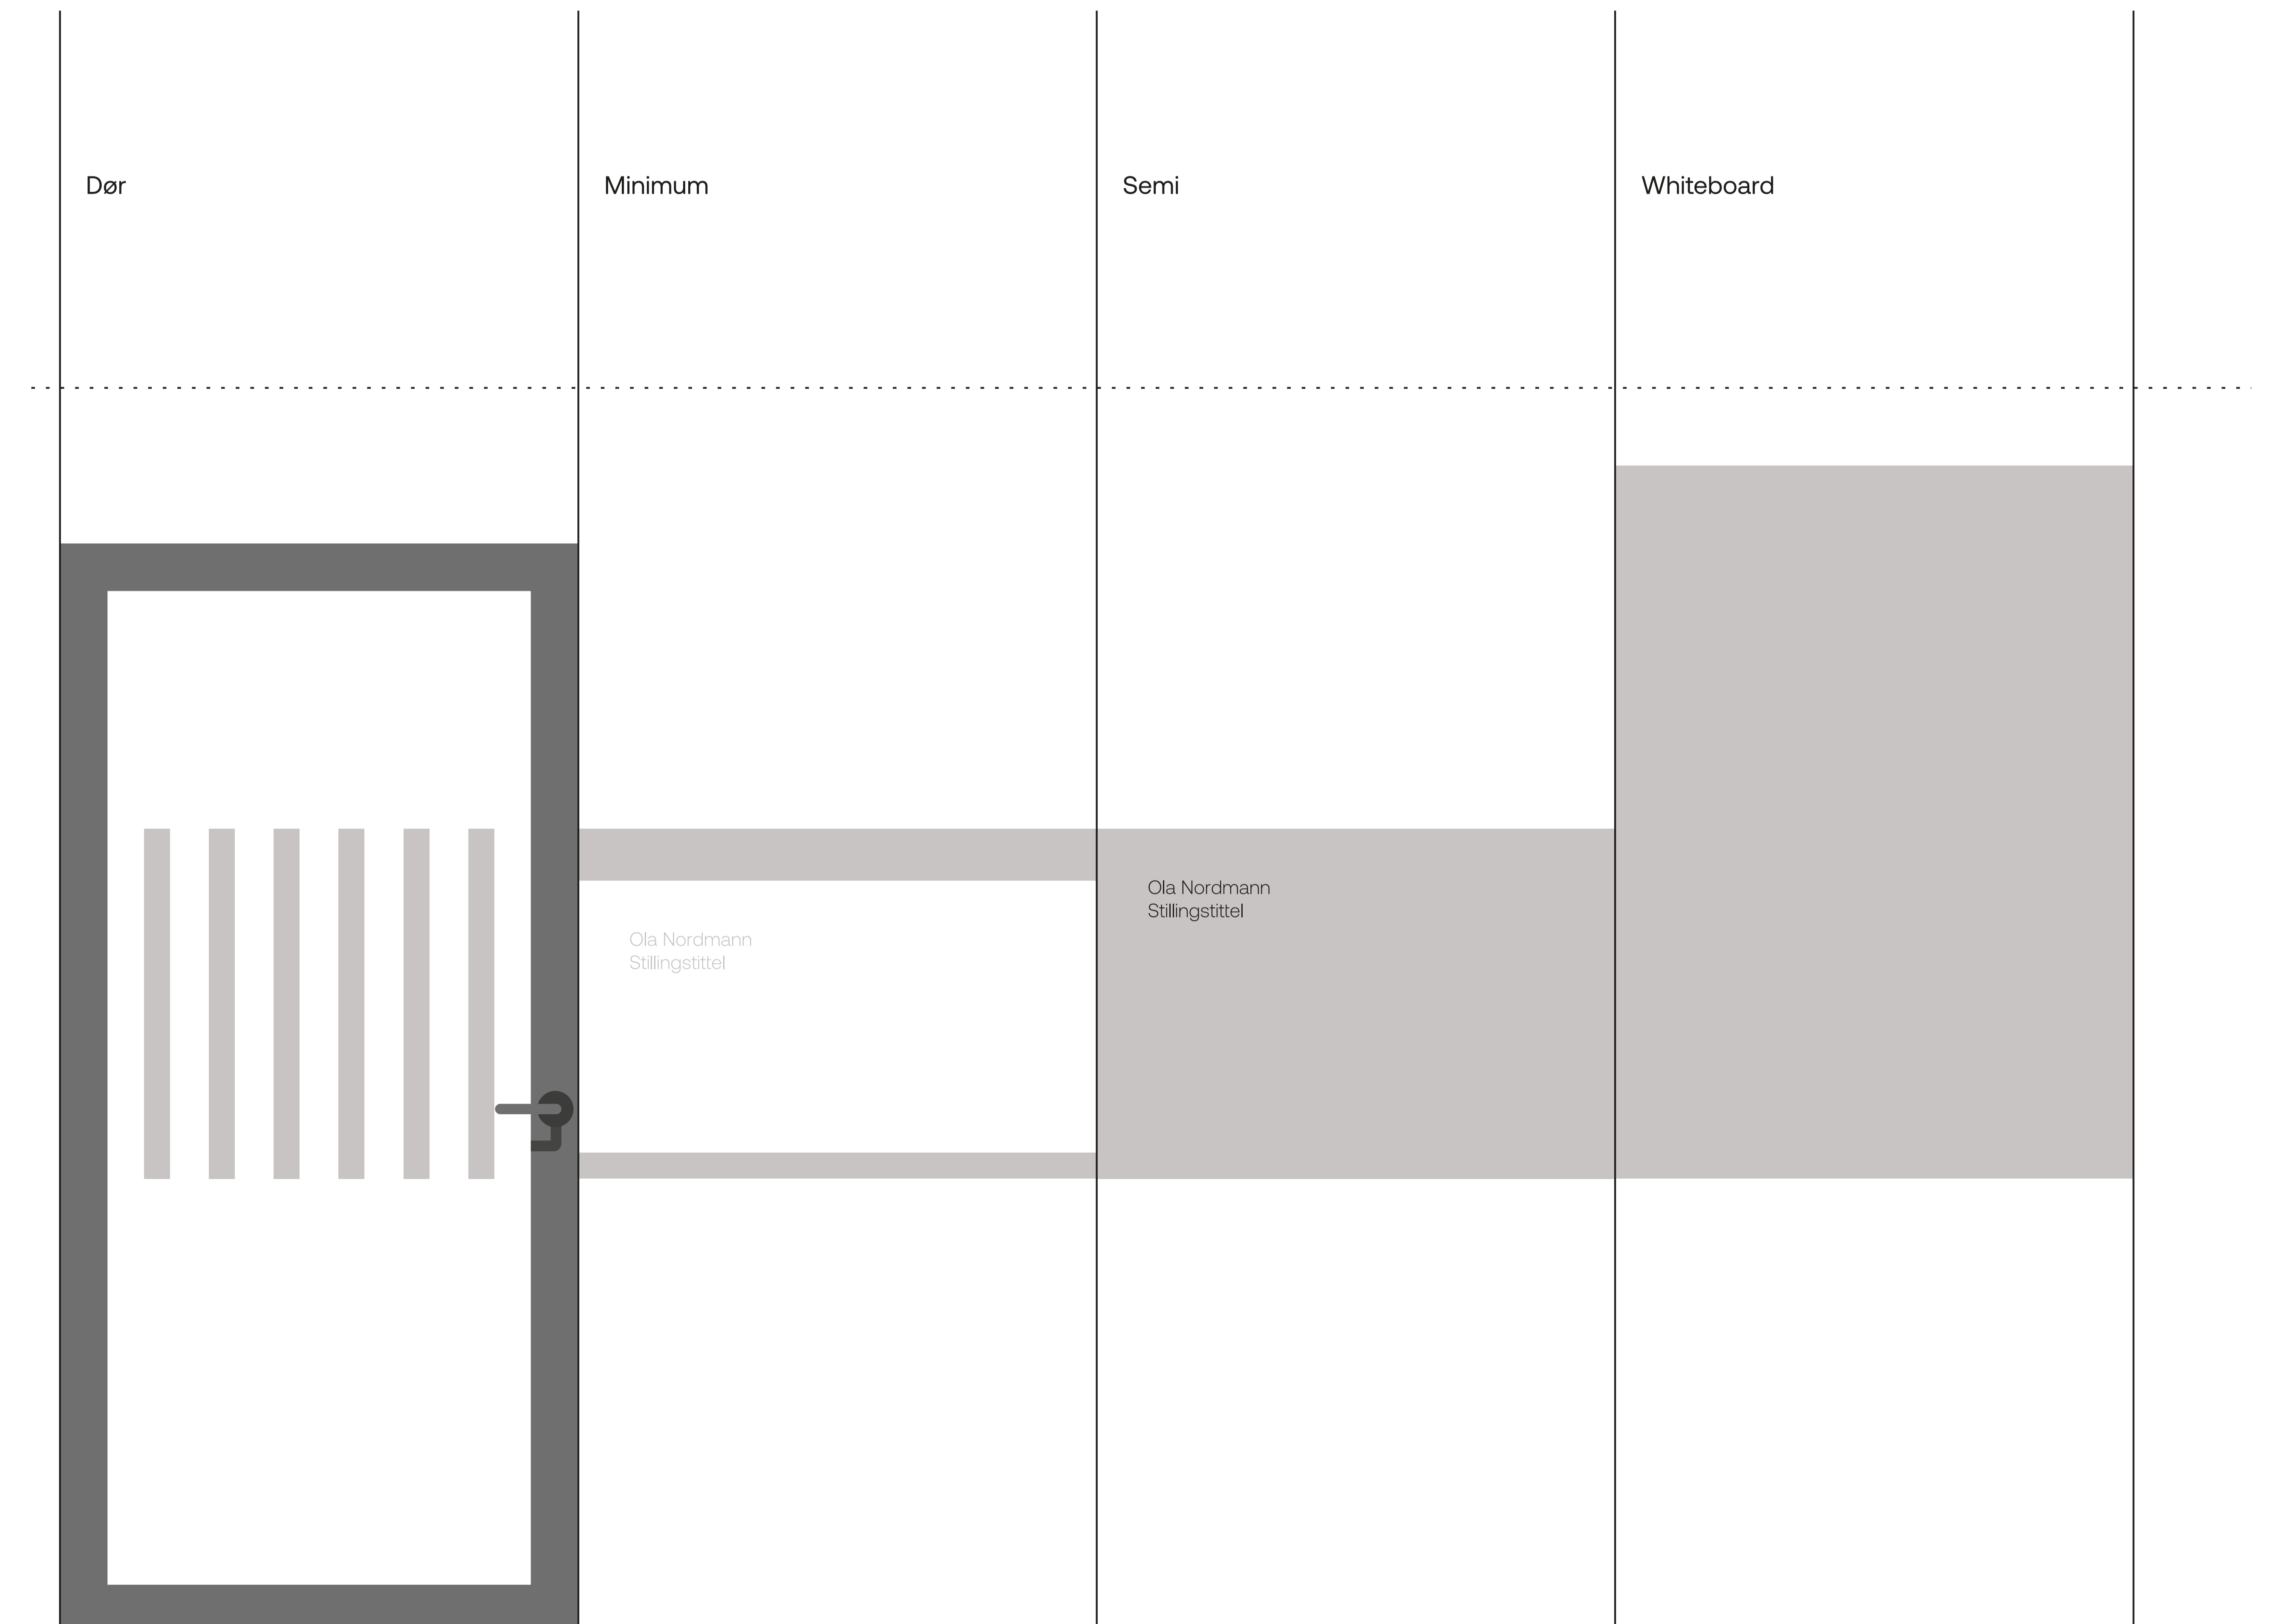 Dør
Minimum
Semi
Whiteboard
Ola Nordmann
Stillingstittel
Ola Nordmann
Stillingstittel